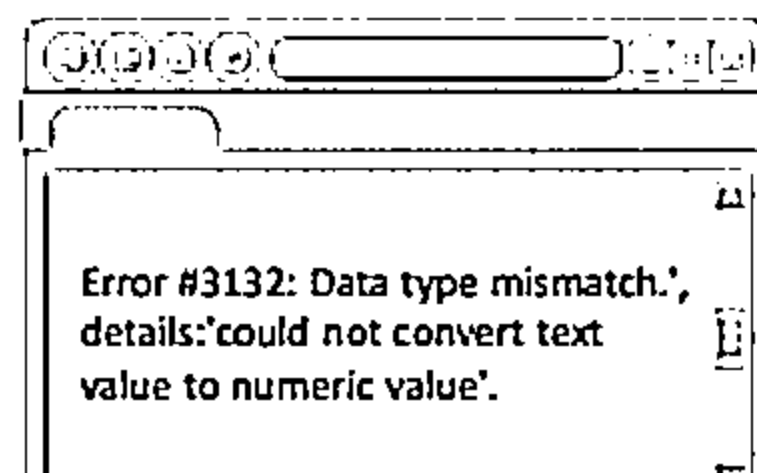 Error #3132: Data type mismatch.',
details:'could not convert text
value to numeric value'.